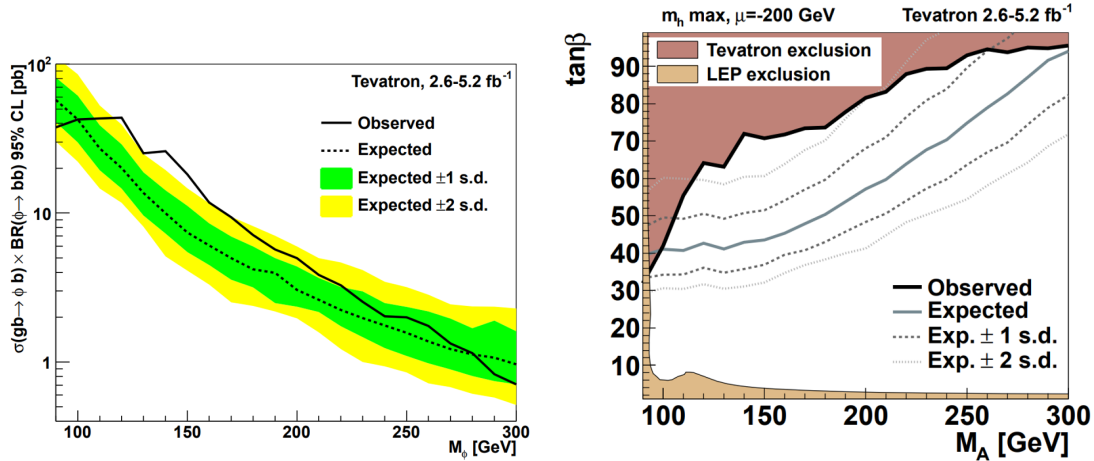 σ(gb→ φ b) × BR(φ→ bb) 95% CL [pb]
10²
10
1
Tevatron, 2.6-5.2 fb⁻¹
Observed
Expected
Expected ±1 s.d.
Expected ±2 s.d.
100
150
200
250
300
M_φ [GeV]
m_h max, μ=-200 GeV
Tevatron 2.6-5.2 fb⁻¹
tanβ
Tevatron exclusion
LEP exclusion
90
80
70
60
50
40
30
20
10
Observed
Expected
Exp. ± 1 s.d.
Exp. ± 2 s.d.
100
150
200
250
300
M_A [GeV]